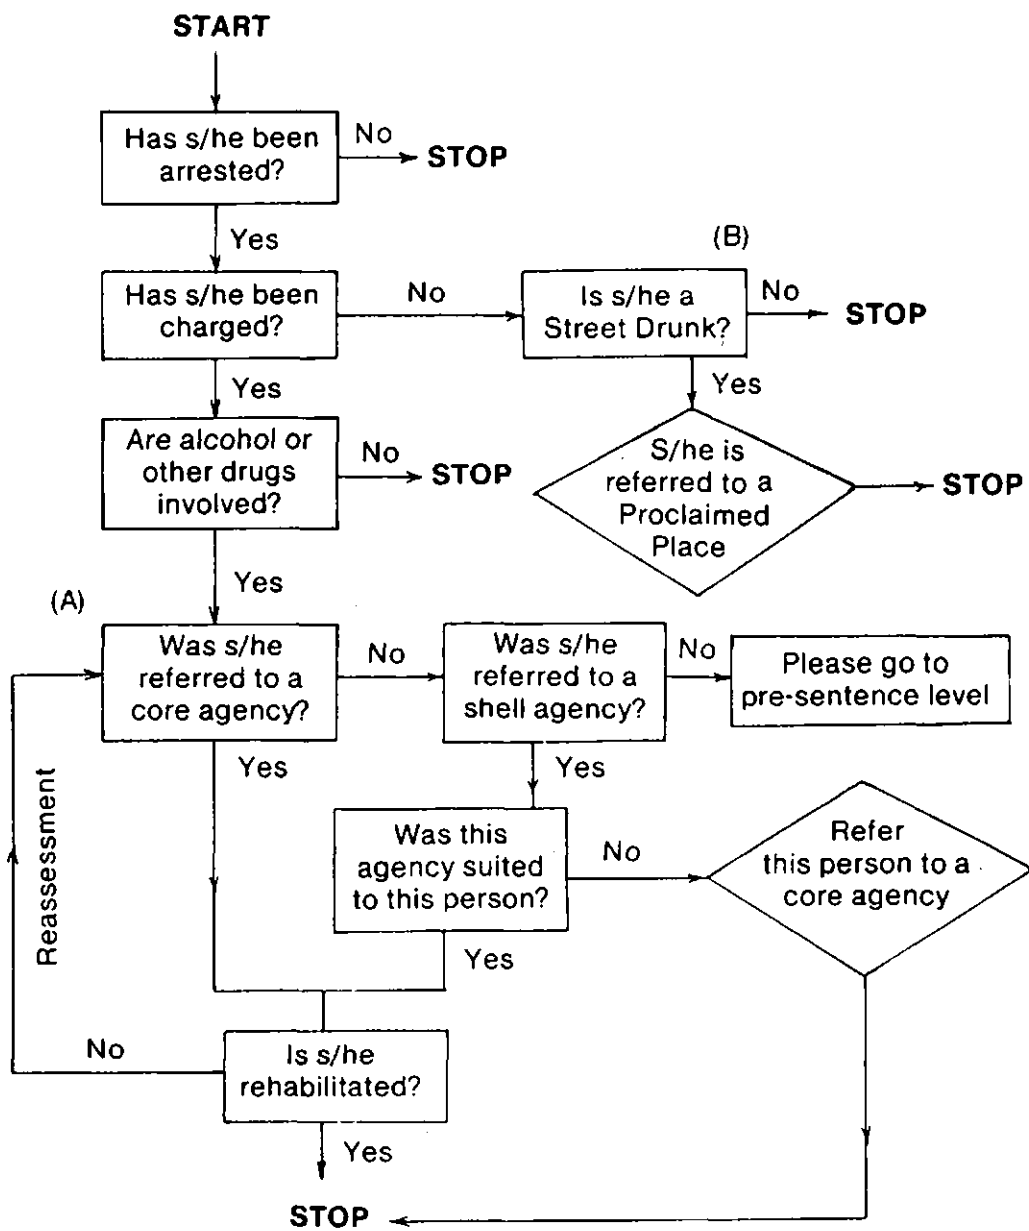 START
Has s/he been
arrested?
No
STOP
Yes
(B)
Has s/he been
charged?
No
Is s/he a
Street Drunk?
No
STOP
Yes
Yes
Are alcohol or
other drugs
involved?
No
STOP
S/he is
referred to a
Proclaimed
Place
STOP
Yes
(A)
Was s/he
referred to a
core agency?
No
Was s/he
referred to a
shell agency?
No
Please go to
pre-sentence level
Yes
Yes
Reassessment
Was this
agency suited
to this person?
No
Refer
this person to a
core agency
Yes
No
Is s/he
rehabilitated?
Yes
STOP